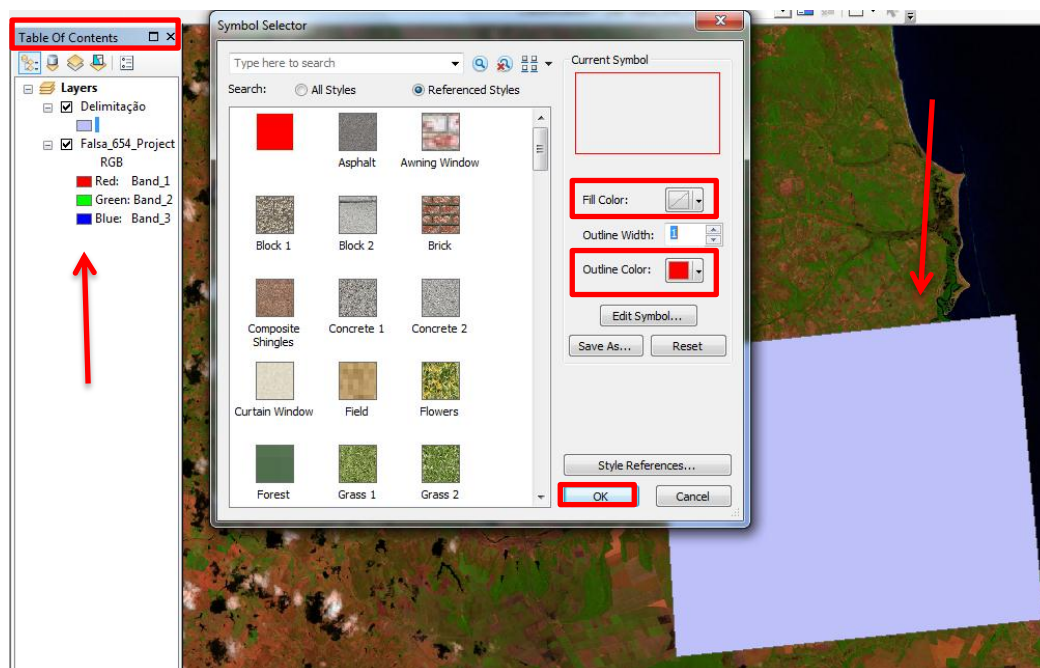 Table Of Contents
Layers
Delimitação
Falsa_654_Project
RGB
Red: Band_1
Green: Band_2
Blue: Band_3
Symbol Selector
Type here to search
Search: All Styles Referenced Styles
Asphalt Awning Window
Block 1 Block 2 Brick
Composite Shingles Concrete 1 Concrete 2
Curtain Window Field Flowers
Forest Grass 1 Grass 2
Current Symbol
Fill Color:
Outline Width: 1
Outline Color:
Edit Symbol...
Save As... Reset
Style References...
OK Cancel